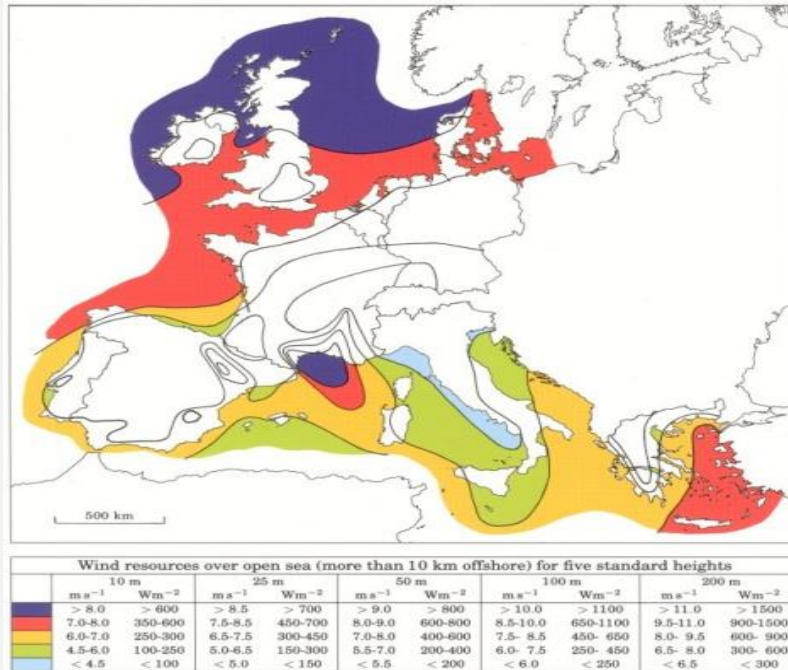 500 km
Wind resources over open sea (more than 10 km offshore) for five standard heights
10 m 25 m 50 m 100 m 200 m
m s⁻¹ Wm⁻² m s⁻¹ Wm⁻² m s⁻¹ Wm⁻² m s⁻¹ Wm⁻² m s⁻¹ Wm⁻²
> 8.0 > 600 > 8.5 > 700 > 9.0 > 800 > 10.0 > 1100 > 11.0 > 1500
7.0-8.0 350-600 7.5-8.5 450-700 8.0-9.0 600-800 8.5-10.0 650-1100 9.5-11.0 900-1500
6.0-7.0 250-300 6.5-7.5 300-450 7.0-8.0 400-600 7.5- 8.5 450- 650 8.0- 9.5 600- 900
4.5-6.0 100-250 5.0-6.5 150-300 5.5-7.0 200-400 6.0- 7.5 250- 450 6.5- 8.0 300- 600
< 4.5 < 100 < 5.0 < 150 < 5.5 < 200 < 6.0 < 250 < 6.5 < 300